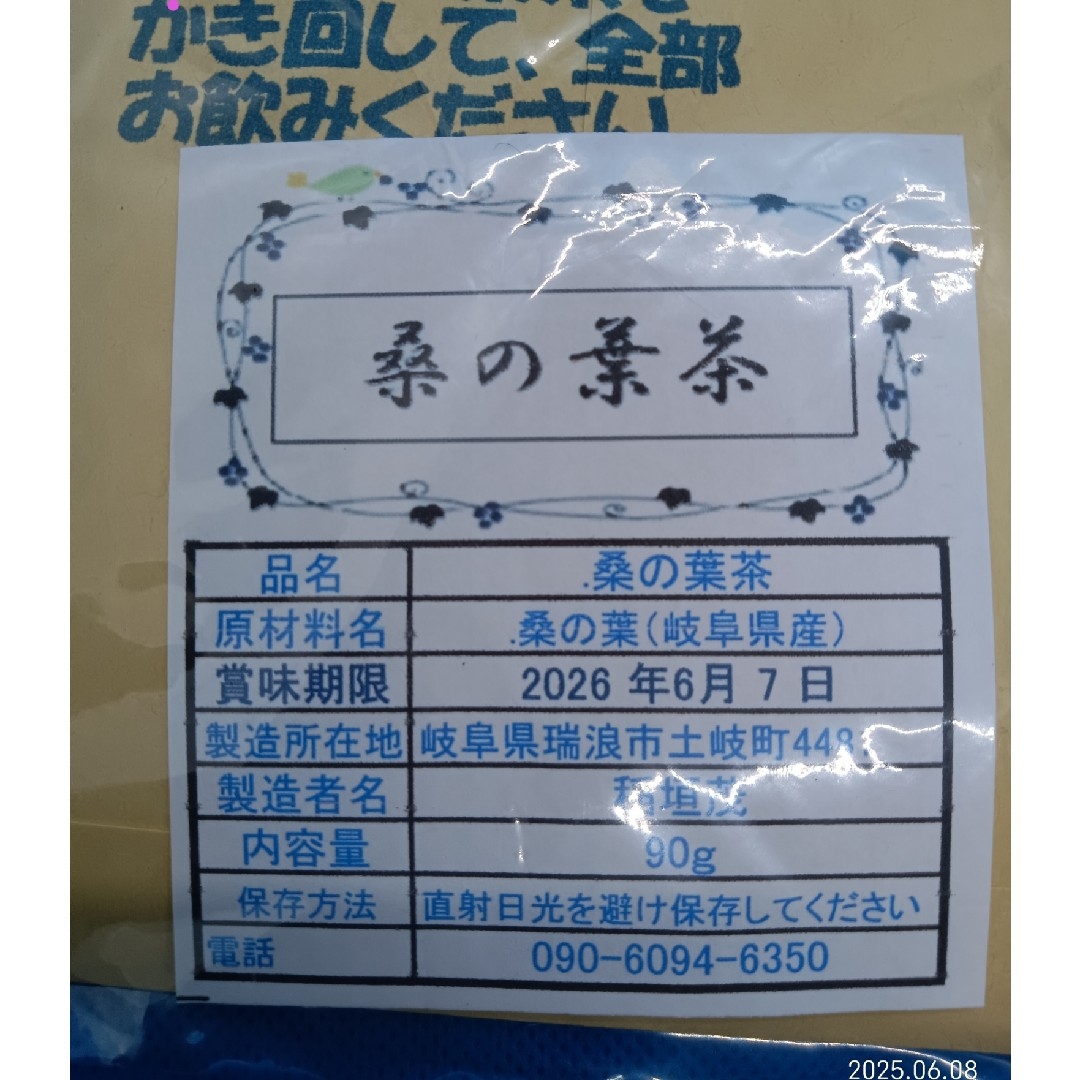 かき回して、全部
お飲みください
桑の葉茶
品名 .桑の葉茶
原材料名 .桑の葉(岐阜県産)
賞味期限 2026 年6月 7 日
製造所在地 岐阜県瑞浪市土岐町448
製造者名 稲垣茂
内容量 90g
保存方法 直射日光を避け保存してください
電話 090-6094-6350
2025.06.08